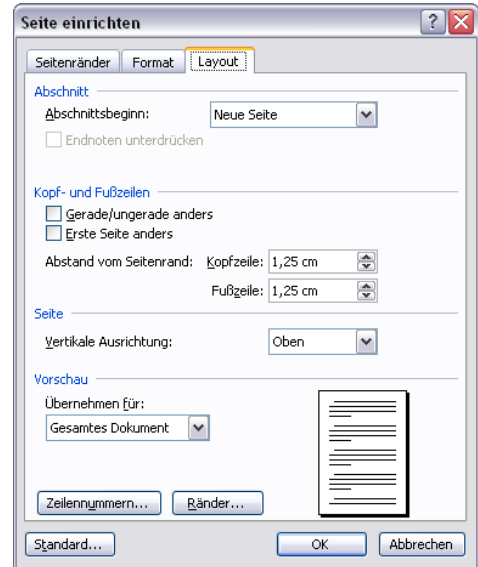 Seite einrichten
Seitenränder Format Layout
Abschnitt
Abschnittsbeginn: Neue Seite
Endnoten unterdrücken
Kopf- und Fußzeilen
Gerade/ungerade anders
Erste Seite anders
Abstand vom Seitenrand: Kopfzeile: 1,25 cm
Fußzeile: 1,25 cm
Seite
Vertikale Ausrichtung: Oben
Vorschau
Übernehmen für:
Gesamtes Dokument
Zeilennummern... Ränder...
Standard... OK Abbrechen